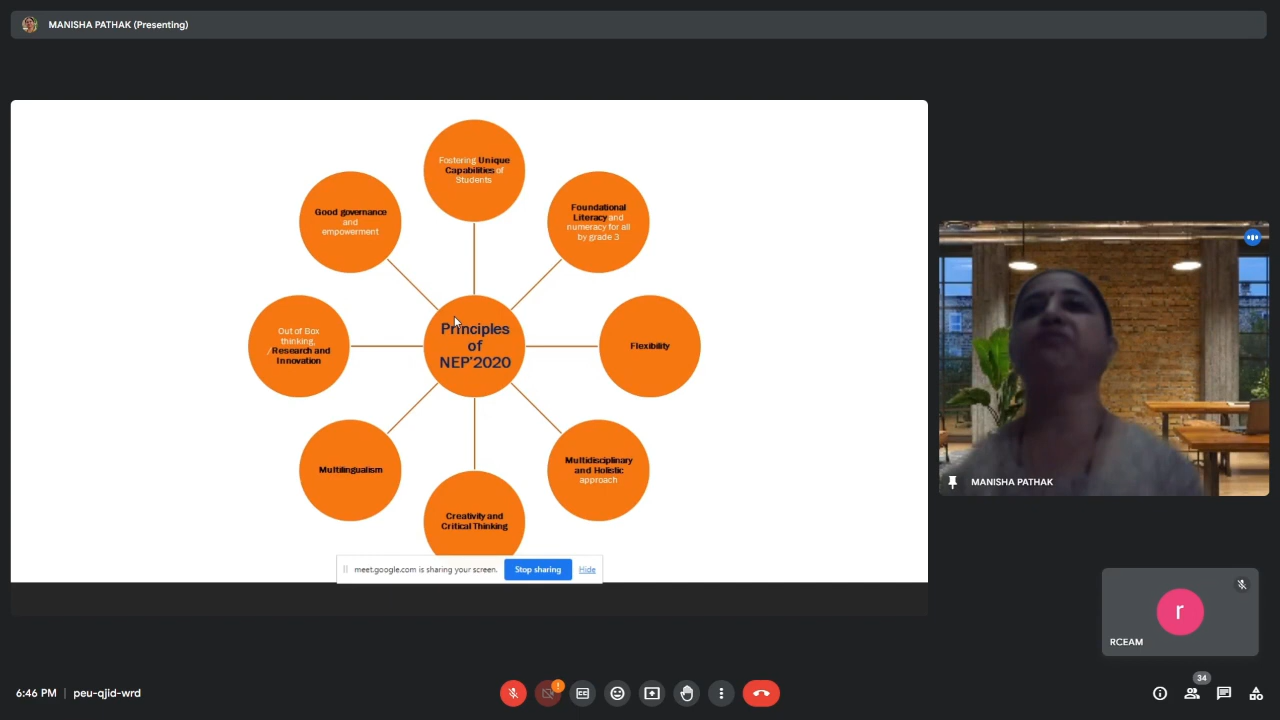 MANISHA PATHAK (Presenting)
Fostering Unique
Capabilities of
Students
Good governance
and
empowerment
Foundational
Literacy and
numeracy for all
by grade 3
Out of Box
thinking,
/Research and
Innovation
Principles
of
NEP'2020
Flexibility
Multilingualism
Multidisciplinary
and Holistic
approach
Creativity and
Critical Thinking
meet.google.com is sharing your screen.
Stop sharing
Hide
MANISHA PATHAK
r
RCEAM
6:46 PM | peu-qjid-wrd
34